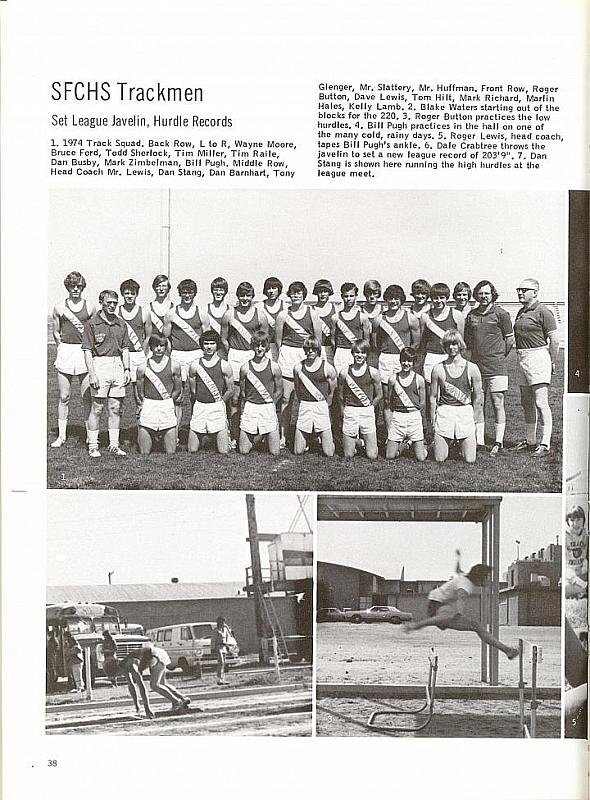 SFCHS Trackmen
Set League Javelin, Hurdle Records
1. 1974 Track Squad. Back Row, L to R, Wayne Moore,
Bruce Ford, Todd Sherlock, Tim Miller, Tim Raile,
Dan Busby, Mark Zimbelman, Bill Pugh. Middle Row,
Head Coach Mr. Lewis, Dan Stang, Dan Barnhart, Tony
Glenger, Mr. Slattery, Mr. Huffman. Front Row, Roger
Button, Dave Lewis, Tom Hilt, Mark Richard, Marlin
Hales, Kelly Lamb. 2. Blake Waters starting out of the
blocks for the 220. 3. Roger Button practices the low
hurdles. 4. Bill Pugh practices in the hall on one of
the many cold, rainy days. 5. Roger Lewis, head coach,
tapes Bill Pugh's ankle. 6. Dale Crabtree throws the
javelin to set a new league record of 203'9". 7. Dan
Stang is shown here running the high hurdles at the
league meet.
4
1
TRACK
3
5
38